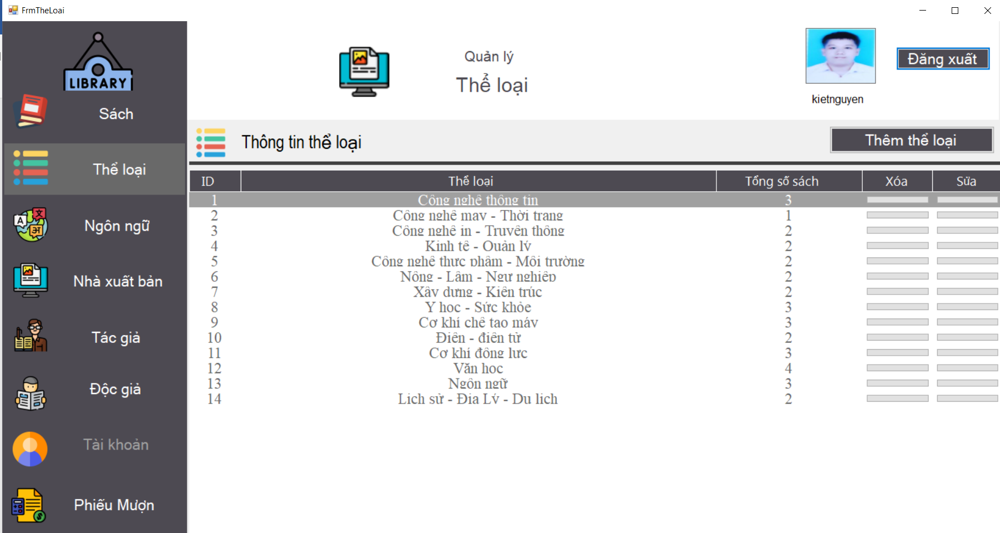 FrmTheLoai
LIBRARY
Sách
Thể loại
Ngôn ngữ
Nhà xuất bản
Tác giả
Độc giả
Tài khoản
Phiếu Mượn
Quản lý
Thể loại
kietnguyen
Đăng xuất
Thông tin thể loại
Thêm thể loại
ID Thể loại Tổng số sách Xóa Sửa
1 Công nghệ thông tin 3
2 Công nghệ may - Thời trang 1
3 Công nghệ in - Truyền thông 2
4 Kinh tế - Quản lý 2
5 Công nghệ thực phẩm - Môi trường 2
6 Nông - Lâm - Ngư nghiệp 2
7 Xây dựng - Kiến trúc 2
8 Y học - Sức khỏe 3
9 Cơ khí chế tạo máy 3
10 Điện - điện tử 2
11 Cơ khí động lực 3
12 Văn học 4
13 Ngôn ngữ 3
14 Lịch sử - Địa Lý - Du lịch 2